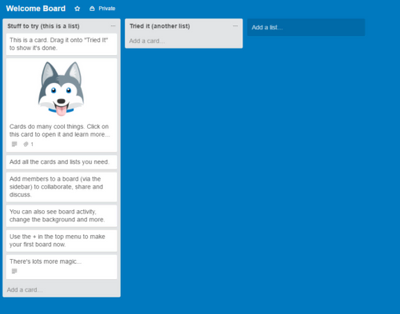 Welcome Board
Private
Stuff to try (this is a list)
This is a card. Drag it onto "Tried It"
to show it's done.
Cards do many cool things. Click on
this card to open it and learn more...
1
Add all the cards and lists you need.
Add members to a board (via the
sidebar) to collaborate, share and
discuss.
You can also see board activity,
change the background and more.
Use the + in the top menu to make
your first board now.
There's lots more magic...
Add a card...
Tried it (another list)
Add a card...
Add a list...